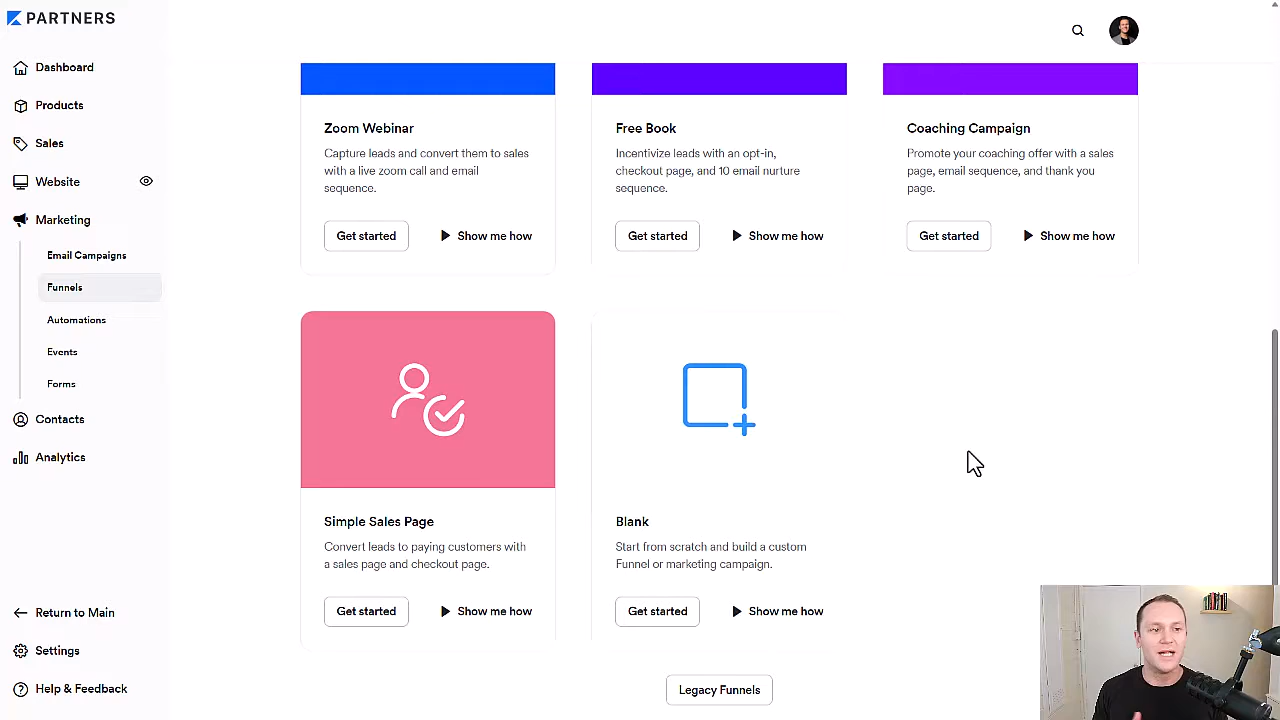 PARTNERS
Dashboard
Products
Sales
Website
Marketing
Email Campaigns
Funnels
Automations
Events
Forms
Contacts
Analytics
Return to Main
Settings
Help & Feedback
Zoom Webinar
Capture leads and convert them to sales
with a live zoom call and email
sequence.
Get started
Show me how
Free Book
Incentivize leads with an opt-in,
checkout page, and 10 email nurture
sequence.
Get started
Show me how
Coaching Campaign
Promote your coaching offer with a sales
page, email sequence, and thank you
page.
Get started
Show me how
Simple Sales Page
Convert leads to paying customers with
a sales page and checkout page.
Get started
Show me how
Blank
Start from scratch and build a custom
Funnel or marketing campaign.
Get started
Show me how
Legacy Funnels